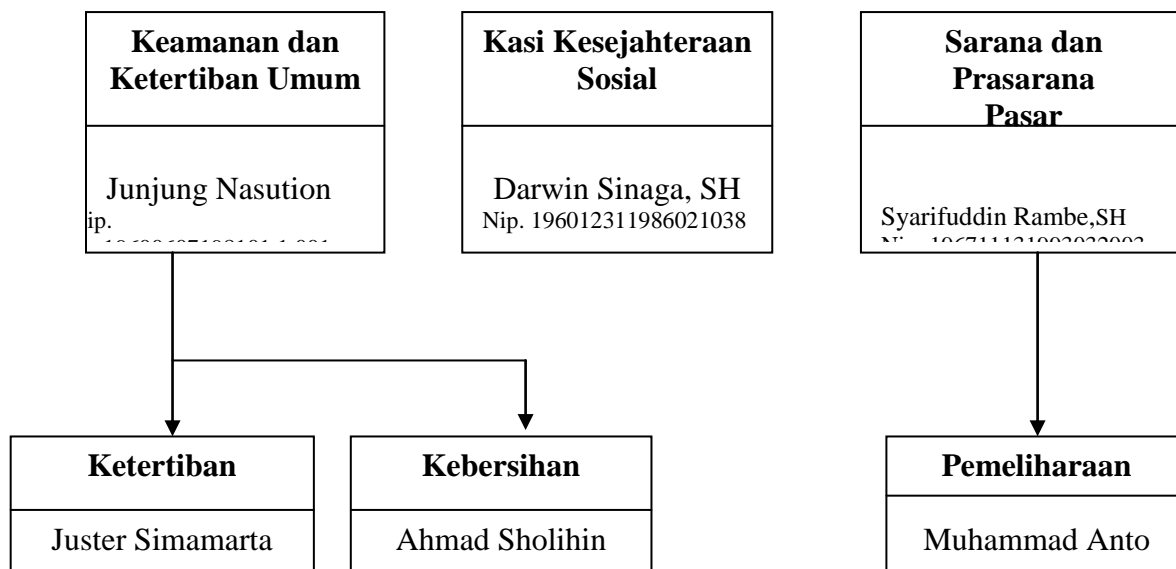 Keamanan dan
Ketertiban Umum
Junjung Nasution
ip.
Kasi Kesejahteraan
Sosial
Darwin Sinaga, SH
Nip. 196012311986021038
Sarana dan
Prasarana
Pasar
Syarifuddin Rambe,SH
Ketertiban
Juster Simamarta
Kebersihan
Ahmad Sholihin
Pemeliharaan
Muhammad Anto